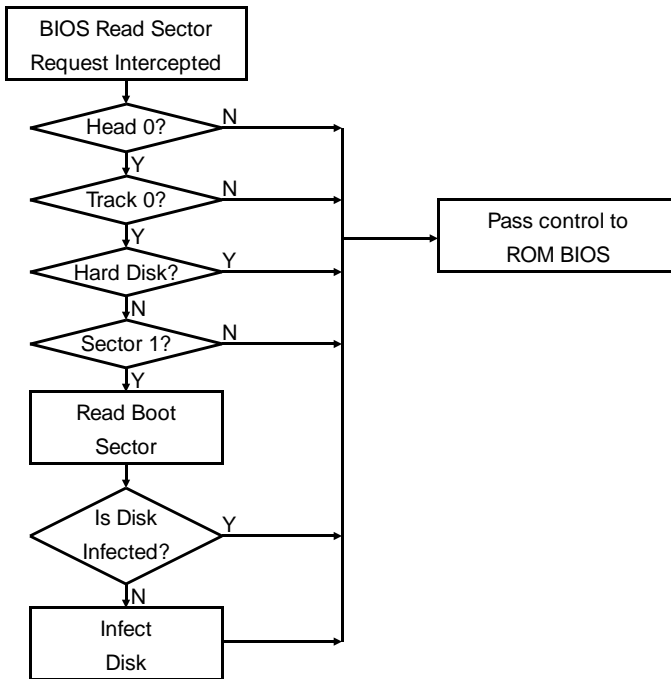 BIOS Read Sector
Request Intercepted
Head 0?
N
Y
Track 0?
N
Y
Pass control to
ROM BIOS
Hard Disk?
Y
N
Sector 1?
N
Y
Read Boot
Sector
Is Disk
Infected?
Y
N
Infect
Disk